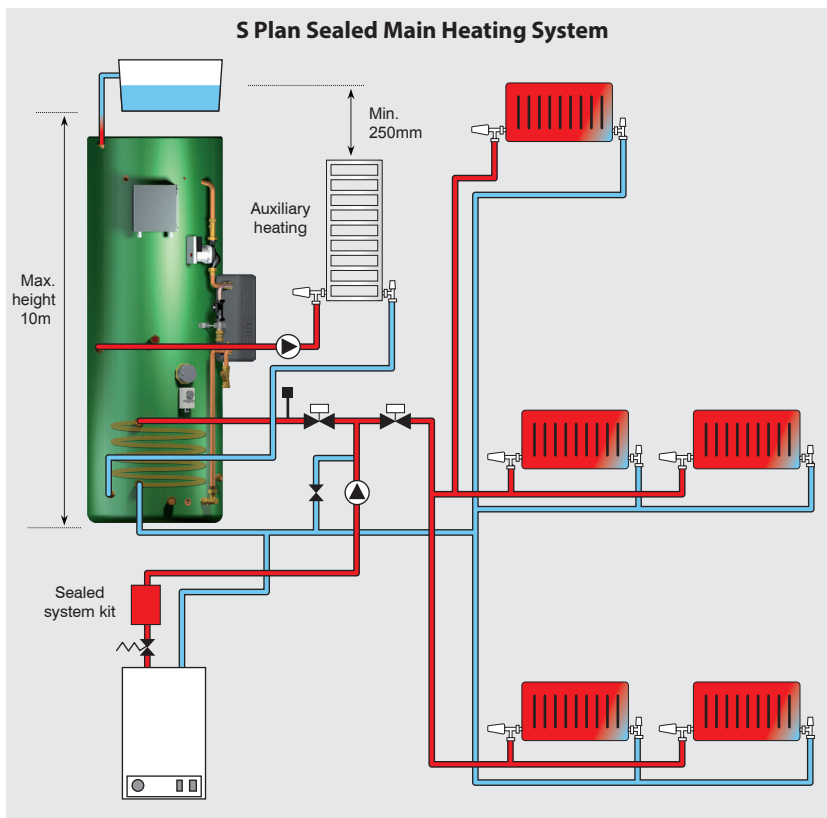 S Plan Sealed Main Heating System
Min.
250mm
Auxiliary
heating
Max.
height
10m
Sealed
system kit